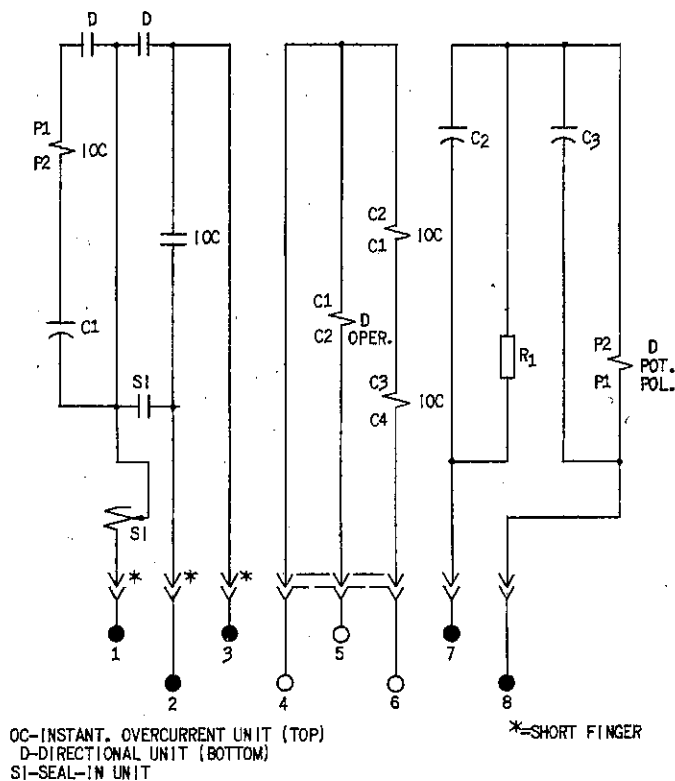 D D
P1
P2 IOC
C1
IOC
SI
SI
C2
C1 IOC
C1
C2 D
OPER.
C3
C4 IOC
C2
C3
R1
P2
P1
D
POT.
POL.
* * *
1 2 3 4 5 6 7 8
OC-INSTANT. OVERCURRENT UNIT (TOP)
D-DIRECTIONAL UNIT (BOTTOM)
SI-SEAL-IN UNIT
*=SHORT FINGER